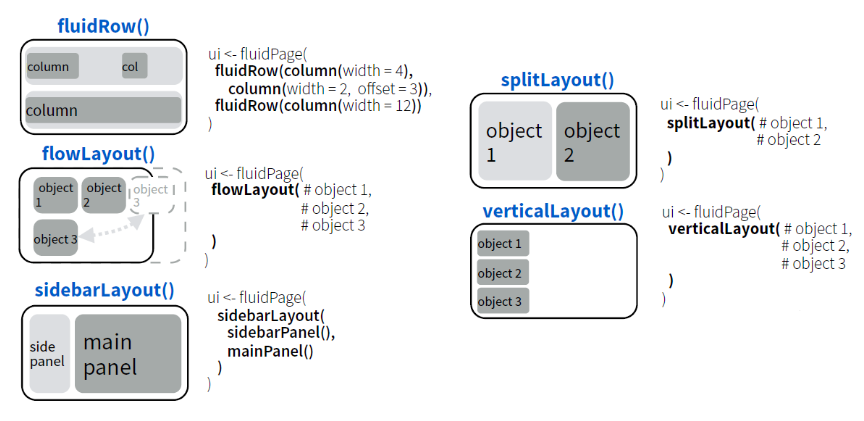 fluidRow()
column
col
column
ui <- fluidPage(
fluidRow(column(width = 4),
column(width = 2, offset = 3)),
fluidRow(column(width = 12))
)
flowLayout()
object
1
object
2
object
3
object 3
ui <- fluidPage(
flowLayout( # object 1,
# object 2,
# object 3
)
)
sidebarLayout()
side
panel
main
panel
ui <- fluidPage(
sidebarLayout(
sidebarPanel(),
mainPanel()
)
)
splitLayout()
object
1
object
2
ui <- fluidPage(
splitLayout( # object 1,
# object 2
)
)
verticalLayout()
object 1
object 2
object 3
ui <- fluidPage(
verticalLayout( # object 1,
# object 2,
# object 3
)
)